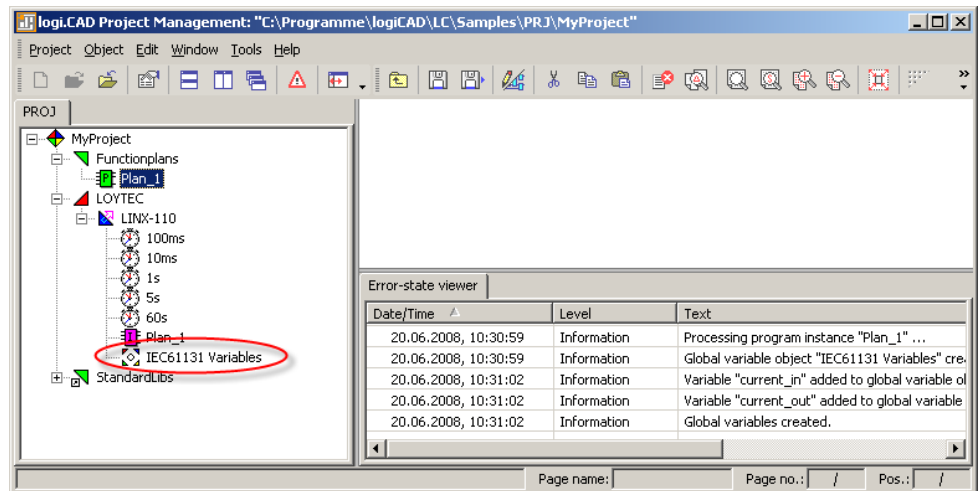 logi.CAD Project Management: "C:\Programme\logiCAD\LC\Samples\PRJ\MyProject"
Project Object Edit Window Tools Help
PROJ
MyProject
Functionplans
P Plan_1
LOYTEC
LINX-110
100ms
10ms
1s
5s
60s
I Plan_1
IEC61131 Variables
StandardLibs
Error-state viewer
Date/Time Level Text
20.06.2008, 10:30:59 Information Processing program instance "Plan_1" ...
20.06.2008, 10:30:59 Information Global variable object "IEC61131 Variables" cre
20.06.2008, 10:31:02 Information Variable "current_in" added to global variable ol
20.06.2008, 10:31:02 Information Variable "current_out" added to global variable
20.06.2008, 10:31:02 Information Global variables created.
Page name: Page no.: / Pos.: /